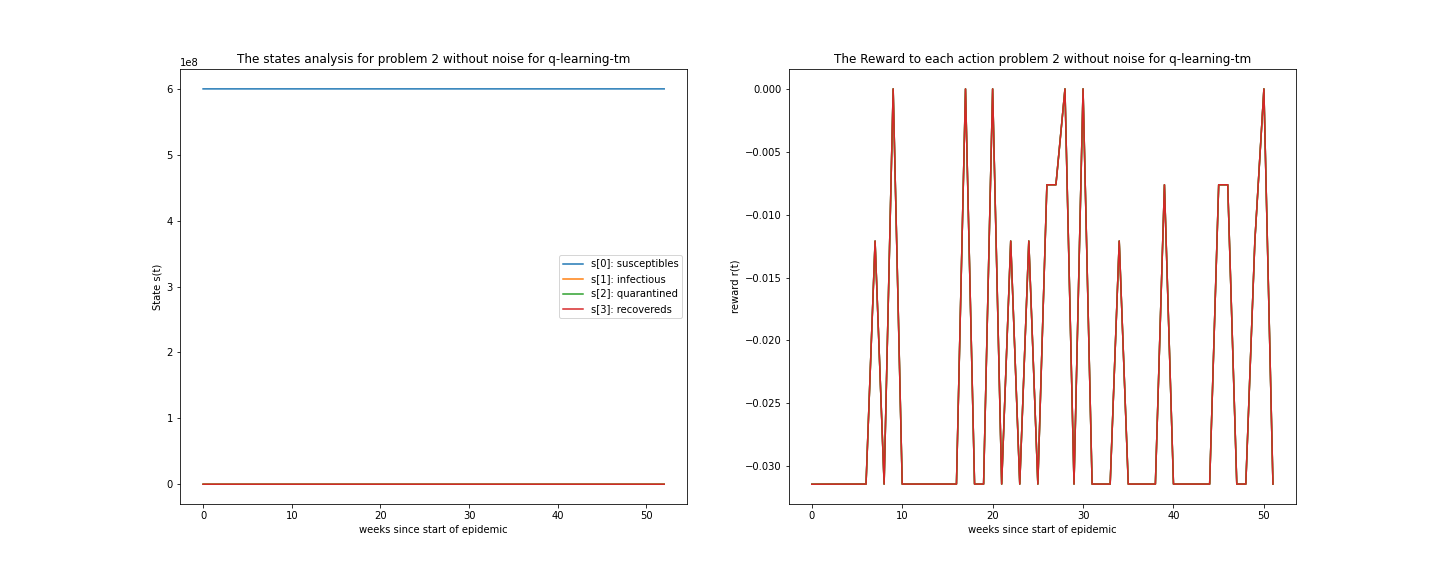 The states analysis for problem 2 without noise for q-learning-tm
1e8
6
5
4
3
2
1
0
State s(t)
s[0]: susceptibles
s[1]: infectious
s[2]: quarantined
s[3]: recovereds
0 10 20 30 40 50
weeks since start of epidemic
The Reward to each action problem 2 without noise for q-learning-tm
0.000
−0.005
−0.010
−0.015
−0.020
−0.025
−0.030
reward r(t)
0 10 20 30 40 50
weeks since start of epidemic